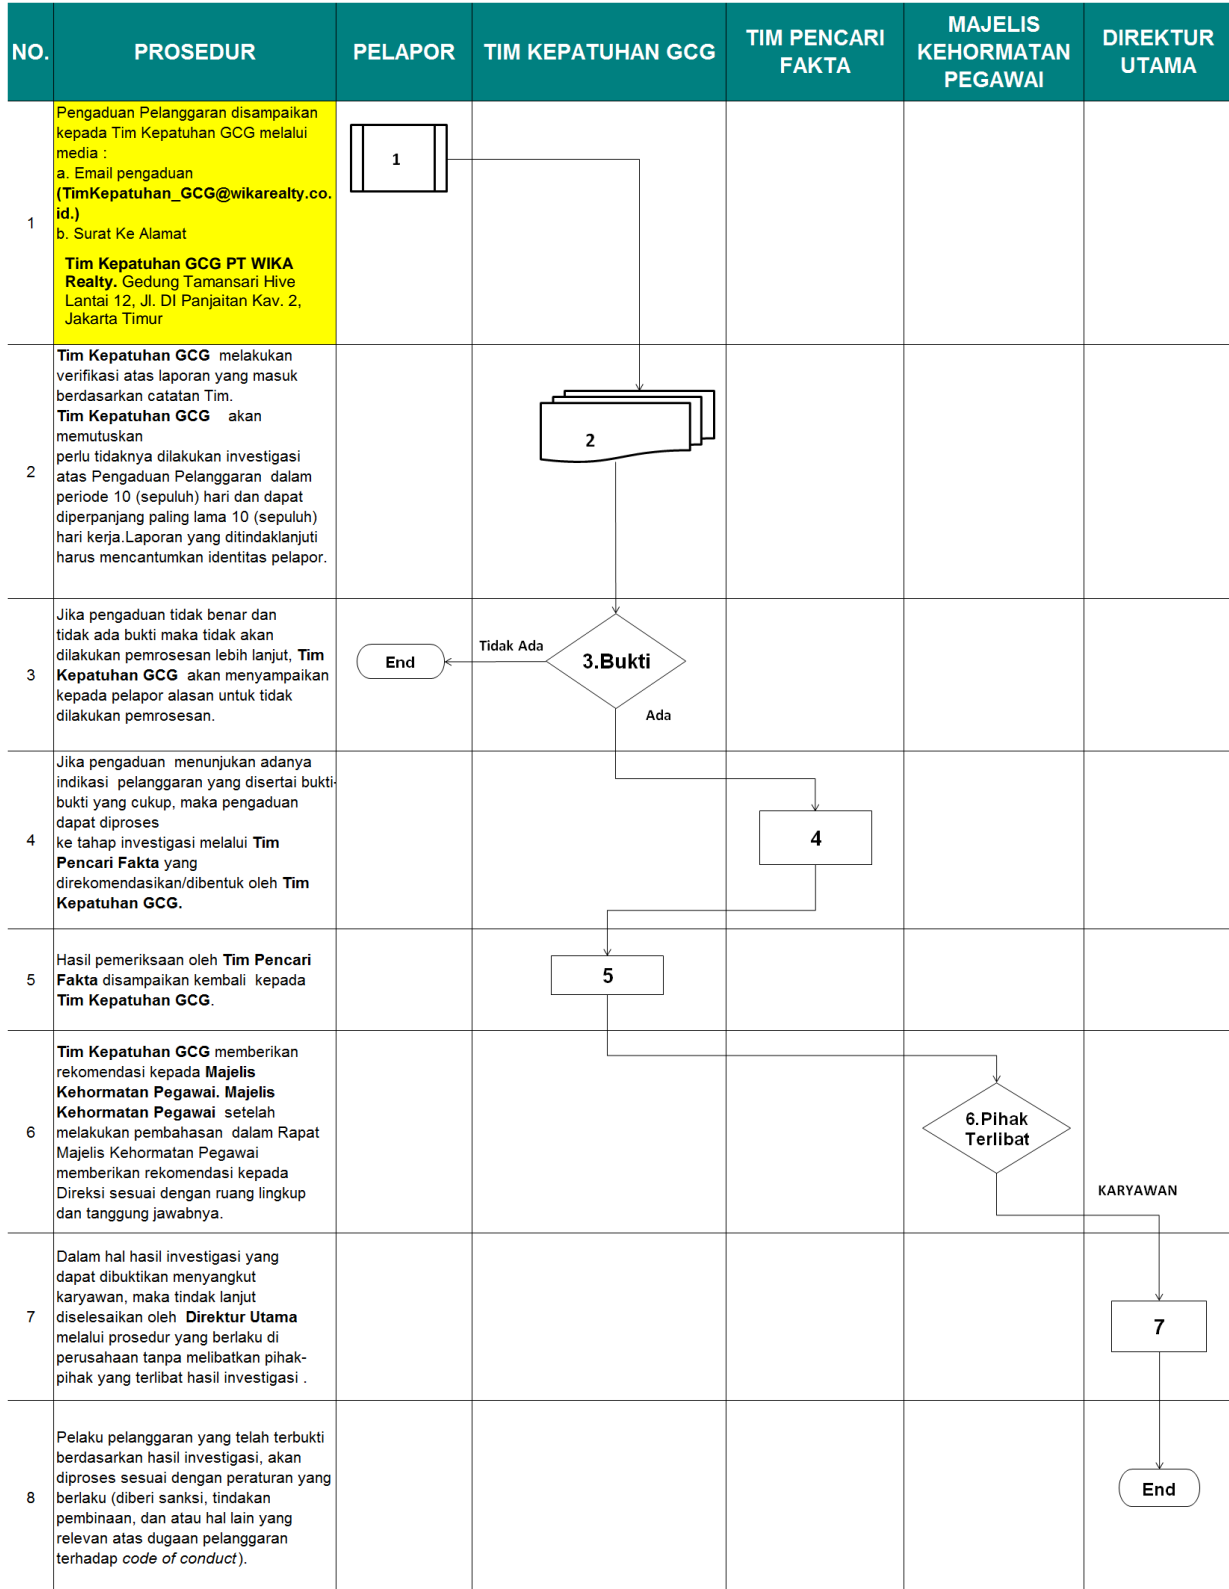 NO.
PROSEDUR
PELAPOR
TIM KEPATUHAN GCG
TIM PENCARI
FAKTA
MAJELIS
KEHORMATAN
PEGAWAI
DIREKTUR
UTAMA
1
Pengaduan Pelanggaran disampaikan
kepada Tim Kepatuhan GCG melalui
media :
a. Email pengaduan
(TimKepatuhan_GCG@wikarealty.co.
id.)
b. Surat Ke Alamat
Tim Kepatuhan GCG PT WIKA
Realty. Gedung Tamansari Hive
Lantai 12, Jl. DI Panjaitan Kav. 2,
Jakarta Timur
1
2
Tim Kepatuhan GCG melakukan
verifikasi atas laporan yang masuk
berdasarkan catatan Tim.
Tim Kepatuhan GCG akan
memutuskan
perlu tidaknya dilakukan investigasi
atas Pengaduan Pelanggaran dalam
periode 10 (sepuluh) hari dan dapat
diperpanjang paling lama 10 (sepuluh)
hari kerja.Laporan yang ditindaklanjuti
harus mencantumkan identitas pelapor.
2
3
Jika pengaduan tidak benar dan
tidak ada bukti maka tidak akan
dilakukan pemrosesan lebih lanjut, Tim
Kepatuhan GCG akan menyampaikan
kepada pelapor alasan untuk tidak
dilakukan pemrosesan.
End
Tidak Ada
3.Bukti
Ada
4
Jika pengaduan menunjukan adanya
indikasi pelanggaran yang disertai bukti-
bukti yang cukup, maka pengaduan
dapat diproses
ke tahap investigasi melalui Tim
Pencari Fakta yang
direkomendasikan/dibentuk oleh Tim
Kepatuhan GCG.
4
5
Hasil pemeriksaan oleh Tim Pencari
Fakta disampaikan kembali kepada
Tim Kepatuhan GCG.
5
6
Tim Kepatuhan GCG memberikan
rekomendasi kepada Majelis
Kehormatan Pegawai. Majelis
Kehormatan Pegawai setelah
melakukan pembahasan dalam Rapat
Majelis Kehormatan Pegawai
memberikan rekomendasi kepada
Direksi sesuai dengan ruang lingkup
dan tanggung jawabnya.
6.Pihak
Terlibat
KARYAWAN
7
Dalam hal hasil investigasi yang
dapat dibuktikan menyangkut
karyawan, maka tindak lanjut
diselesaikan oleh Direktur Utama
melalui prosedur yang berlaku di
perusahaan tanpa melibatkan pihak-
pihak yang terlibat hasil investigasi .
7
8
Pelaku pelanggaran yang telah terbukti
berdasarkan hasil investigasi, akan
diproses sesuai dengan peraturan yang
berlaku (diberi sanksi, tindakan
pembinaan, dan atau hal lain yang
relevan atas dugaan pelanggaran
terhadap code of conduct).
End